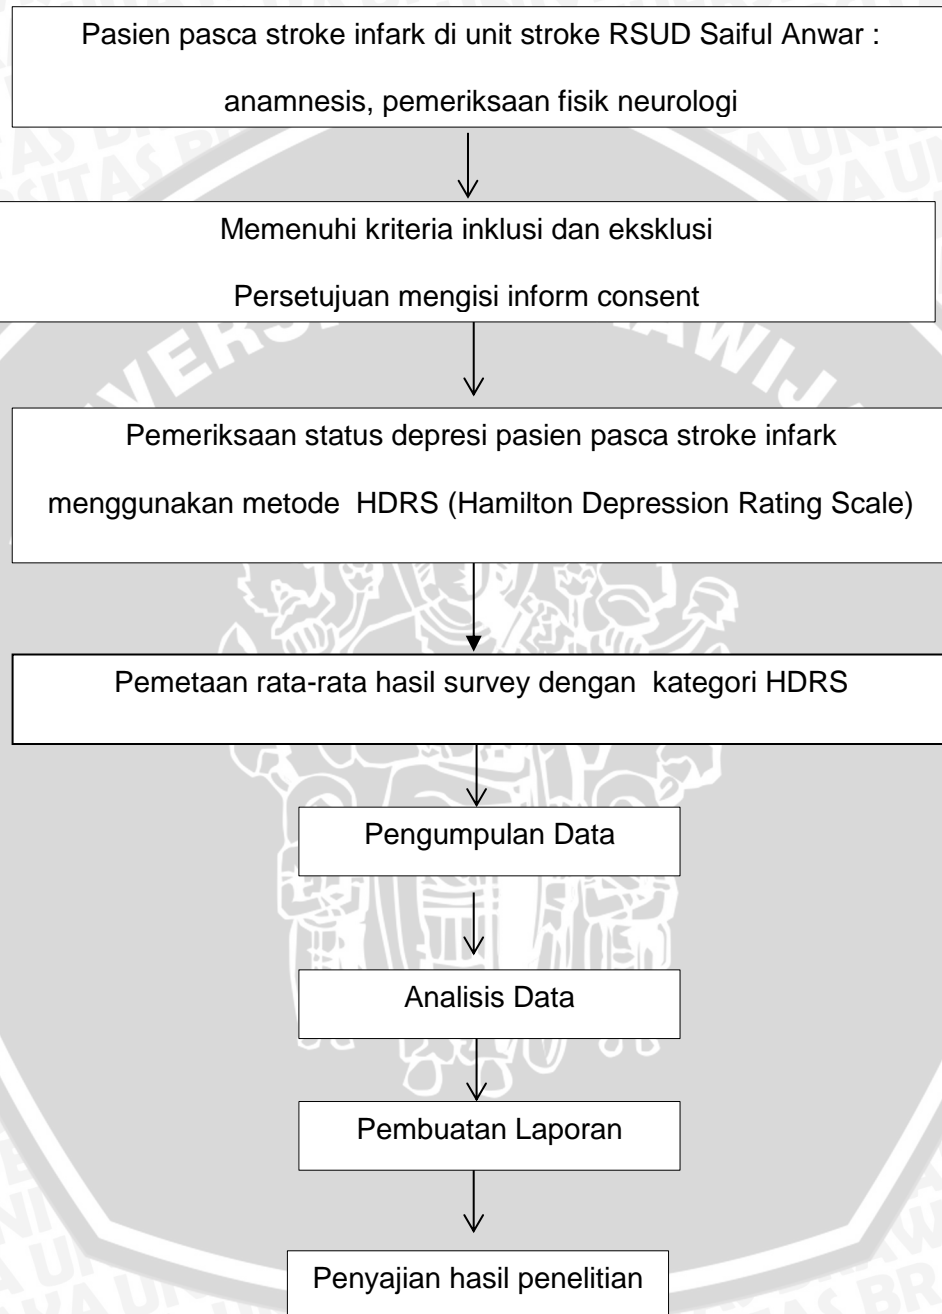 Pasien pasca stroke infark di unit stroke RSUD Saiful Anwar :
anamnesis, pemeriksaan fisik neurologi
Memenuhi kriteria inklusi dan eksklusi
Persetujuan mengisi inform consent
Pemeriksaan status depresi pasien pasca stroke infark
menggunakan metode HDRS (Hamilton Depression Rating Scale)
Pemetaan rata-rata hasil survey dengan kategori HDRS
Pengumpulan Data
Analisis Data
Pembuatan Laporan
Penyajian hasil penelitian